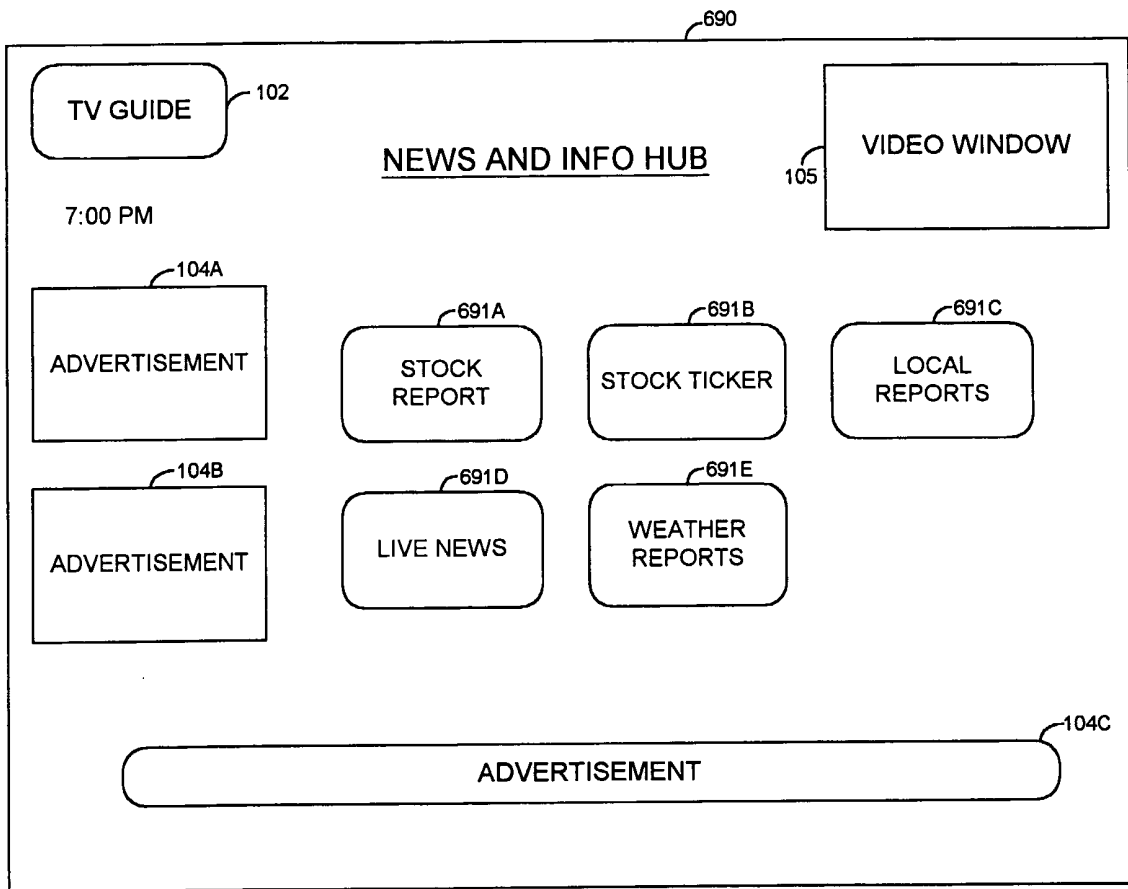 690
TV GUIDE
102
NEWS AND INFO HUB
VIDEO WINDOW
105
7:00 PM
104A
ADVERTISEMENT
691A
STOCK
REPORT
691B
STOCK TICKER
691C
LOCAL
REPORTS
104B
ADVERTISEMENT
691D
LIVE NEWS
691E
WEATHER
REPORTS
104C
ADVERTISEMENT